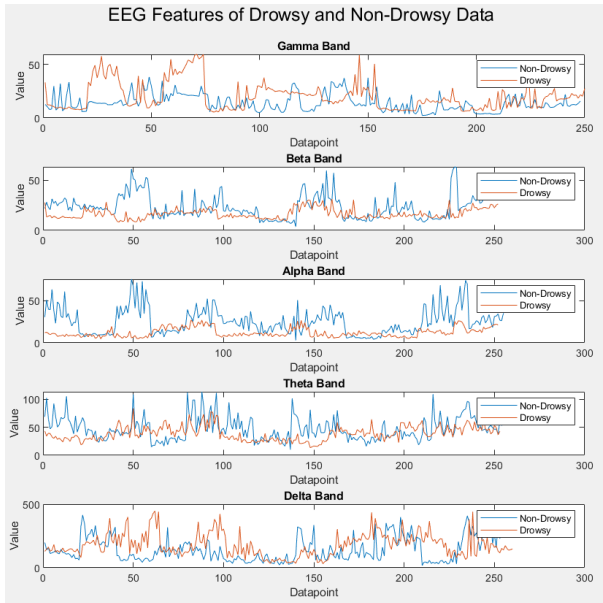 EEG Features of Drowsy and Non-Drowsy Data
Gamma Band
Value
50
0
Non-Drowsy
Drowsy
0 50 100 150 200 250
Datapoint
Beta Band
Value
50
0
Non-Drowsy
Drowsy
0 50 100 150 200 250 300
Datapoint
Alpha Band
Value
50
0
Non-Drowsy
Drowsy
0 50 100 150 200 250 300
Datapoint
Theta Band
Value
100
50
0
Non-Drowsy
Drowsy
0 50 100 150 200 250 300
Datapoint
Delta Band
Value
500
0
Non-Drowsy
Drowsy
0 50 100 150 200 250 300
Datapoint